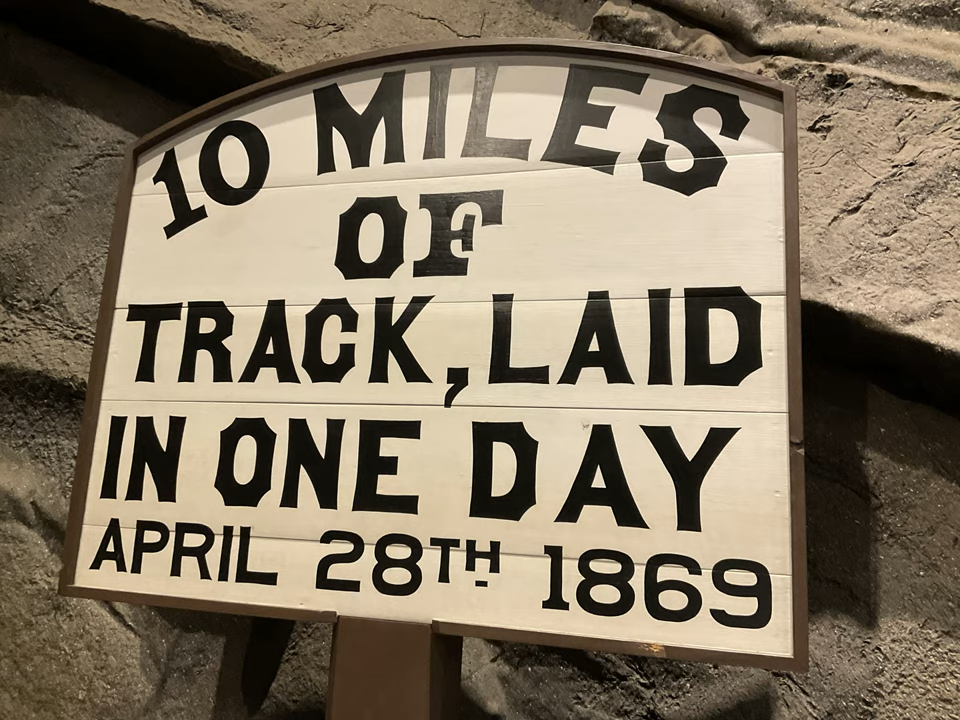 10 MILES
OF
TRACK, LAID
IN ONE DAY
APRIL 28TH 1869